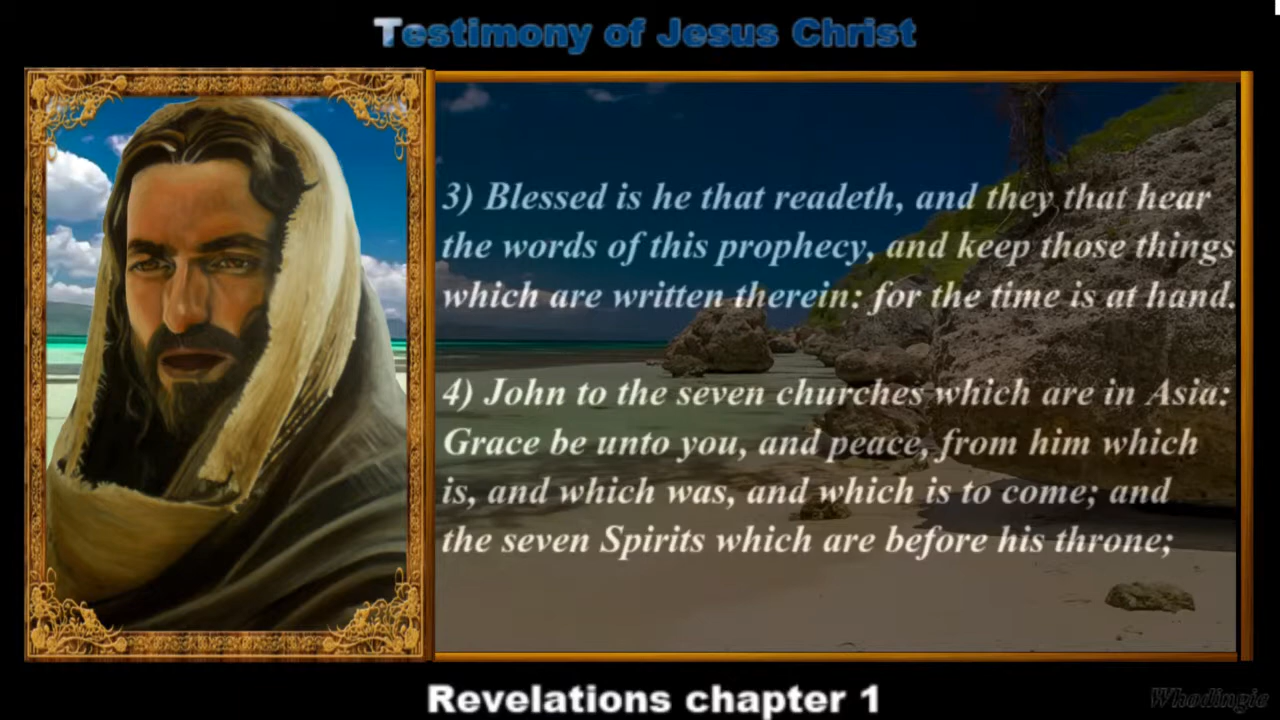 Testimony of Jesus Christ
3) Blessed is he that readeth, and they that hear
the words of this prophecy, and keep those things
which are written therein: for the time is at hand.
4) John to the seven churches which are in Asia:
Grace be unto you, and peace, from him which
is, and which was, and which is to come; and
the seven Spirits which are before his throne;
Revelations chapter 1
Whodingie